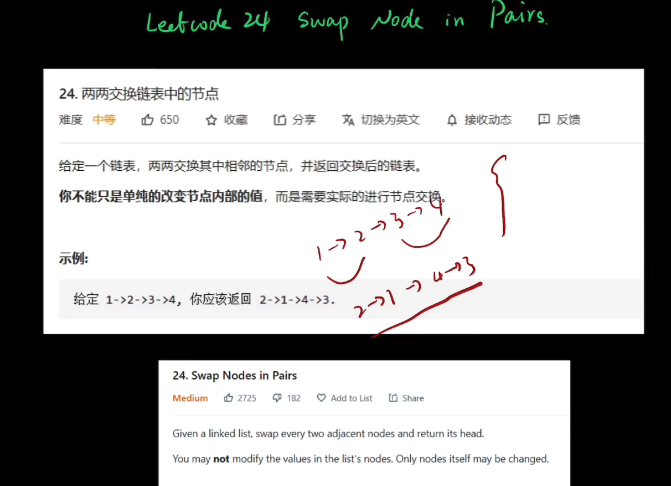 Leetcode 24 Swap Node in Pairs.
24. 两两交换链表中的节点
难度 中等 650 收藏 分享 切换为英文 接收动态 反馈
给定一个链表，两两交换其中相邻的节点，并返回交换后的链表。
你不能只是单纯的改变节点内部的值，而是需要实际的进行节点交换。
1->2->3->4
示例:
给定 1->2->3->4, 你应该返回 2->1->4->3.
2->1->4->3
24. Swap Nodes in Pairs
Medium 2725 182 Add to List Share
Given a linked list, swap every two adjacent nodes and return its head.
You may not modify the values in the list's nodes. Only nodes itself may be changed.